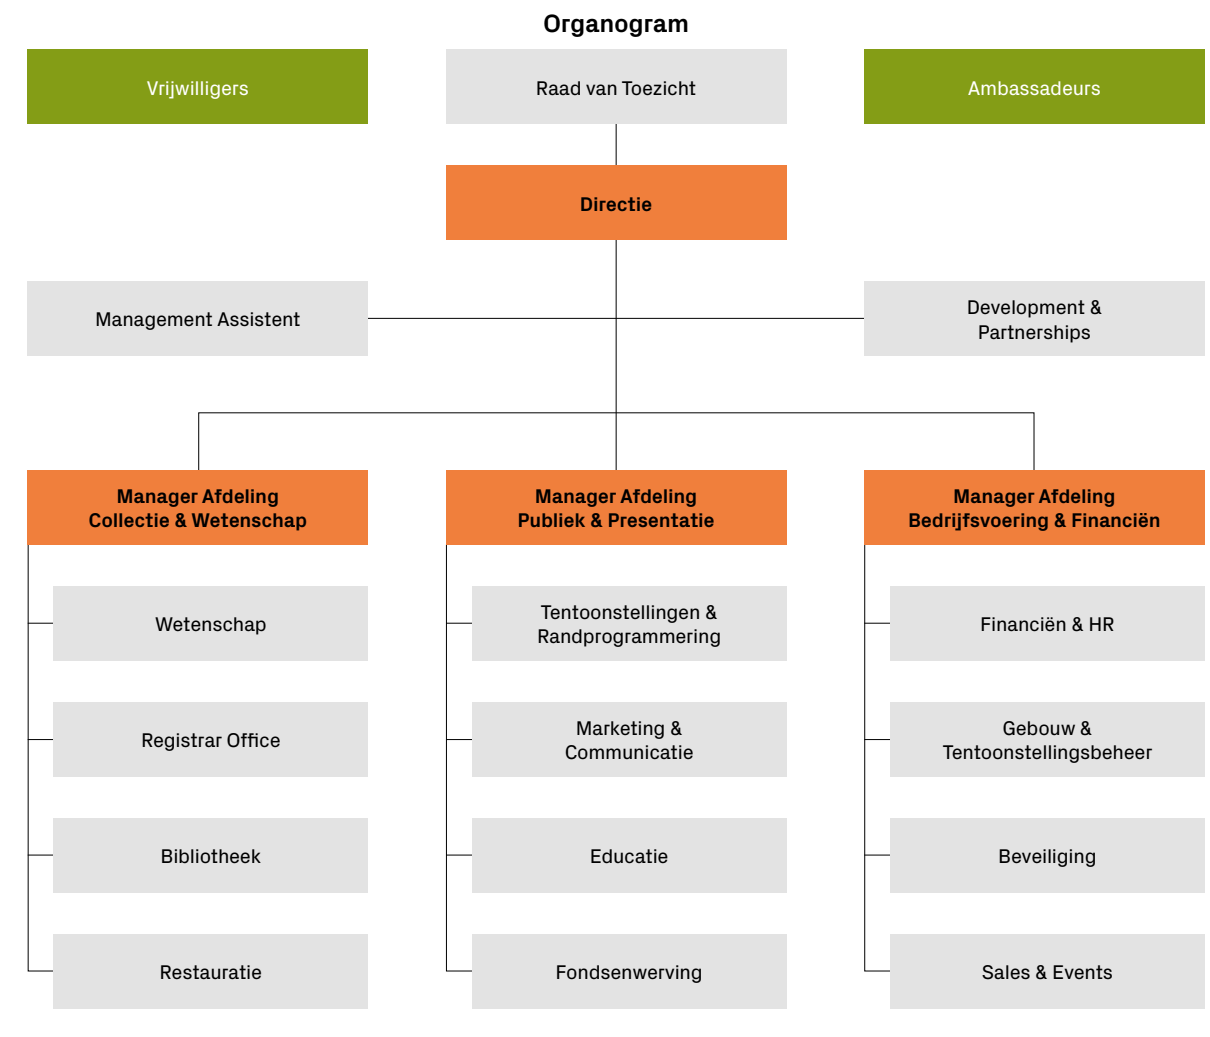 Organogram
Vrijwilligers
Raad van Toezicht
Ambassadeurs
Directie
Management Assistent
Development &
Partnerships
Manager Afdeling
Collectie & Wetenschap
Manager Afdeling
Publiek & Presentatie
Manager Afdeling
Bedrijfsvoering & Financiën
Wetenschap
Tentoonstellingen &
Randprogrammering
Financiën & HR
Registrar Office
Marketing &
Communicatie
Gebouw &
Tentoonstellingsbeheer
Bibliotheek
Educatie
Beveiliging
Restauratie
Fondsenwerving
Sales & Events